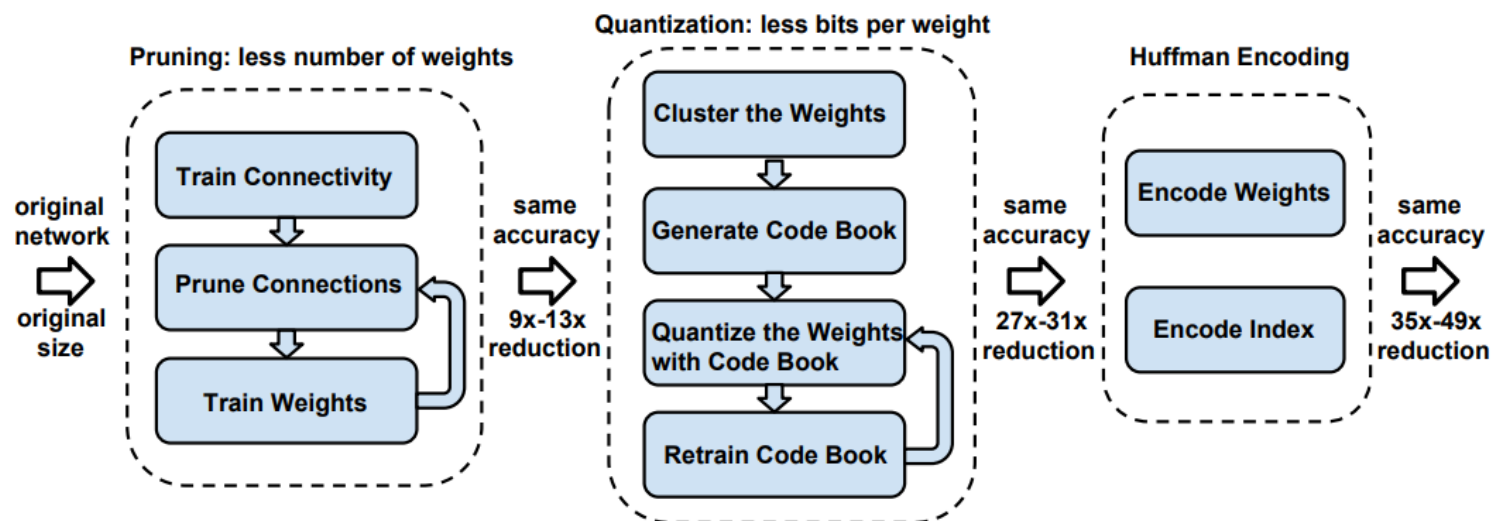 Pruning: less number of weights
Train Connectivity
Prune Connections
Train Weights
original
network
original
size
same
accuracy
9x-13x
reduction
Quantization: less bits per weight
Cluster the Weights
Generate Code Book
Quantize the Weights
with Code Book
Retrain Code Book
same
accuracy
27x-31x
reduction
Huffman Encoding
Encode Weights
Encode Index
same
accuracy
35x-49x
reduction